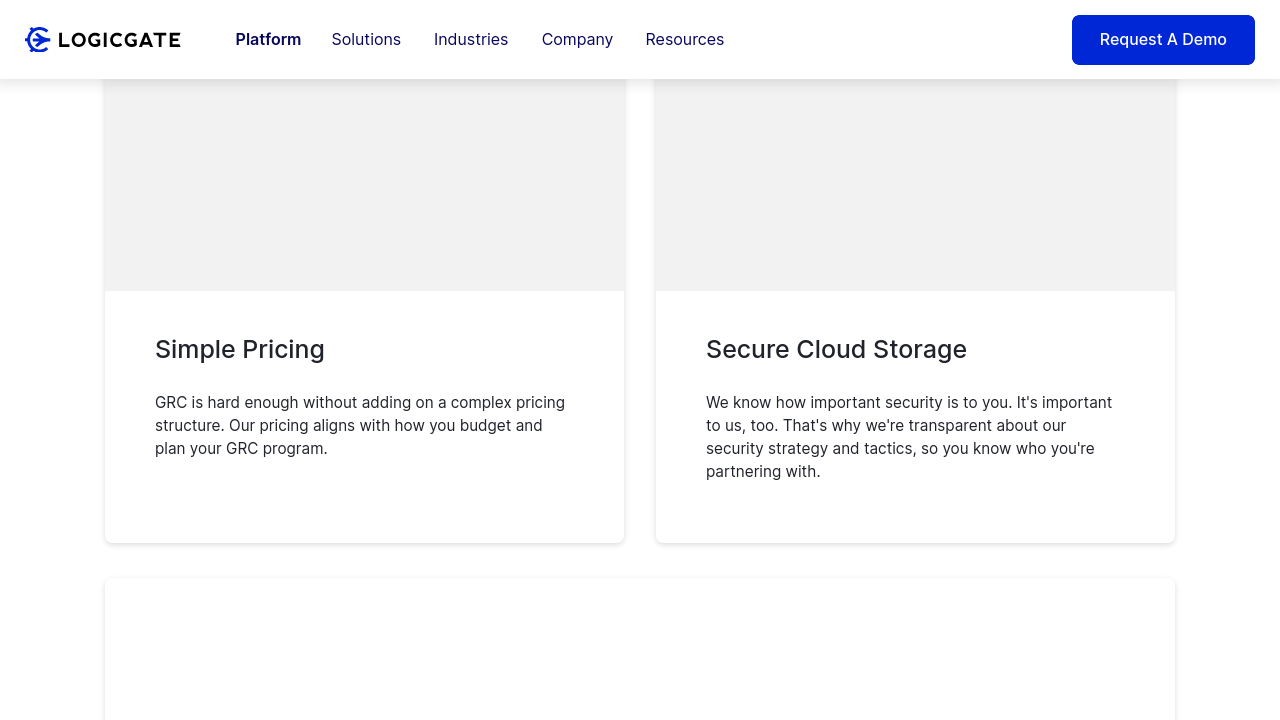 LOGICGATE Platform Solutions Industries Company Resources Request A Demo
Simple Pricing
GRC is hard enough without adding on a complex pricing
structure. Our pricing aligns with how you budget and
plan your GRC program.
Secure Cloud Storage
We know how important security is to you. It's important
to us, too. That's why we're transparent about our
security strategy and tactics, so you know who you're
partnering with.